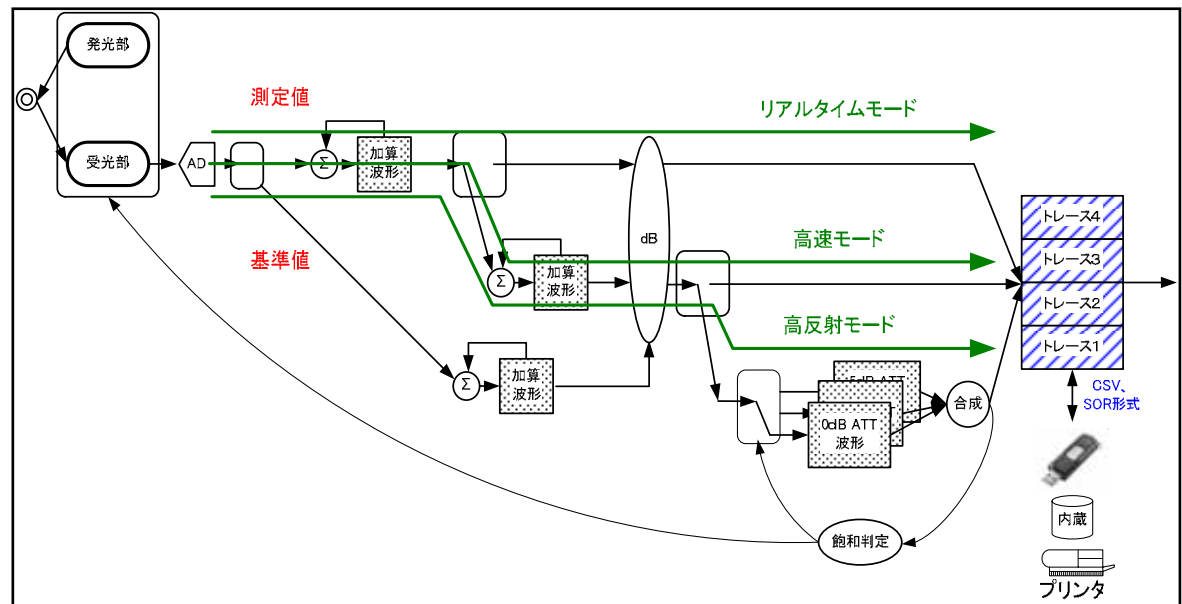 発光部
受光部
AD
測定値
基準値
Σ
加算
波形
Σ
加算
波形
Σ
加算
波形
dB
リアルタイムモード
高速モード
高反射モード
0dB ATT
波形
合成
飽和判定
トレース4
トレース3
トレース2
トレース1
CSV、
SOR形式
内蔵
プリンタ